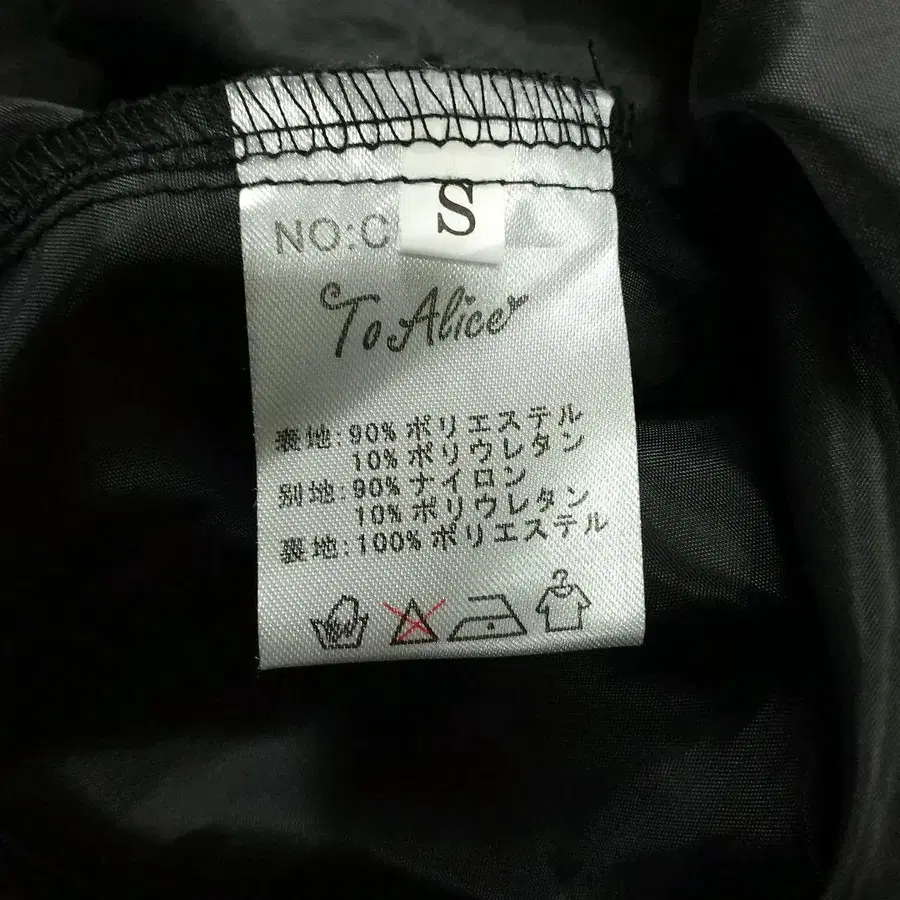 S
NO:C
To Alice
表地:90% ポリエステル
10% ポリウレタン
別地:90% ナイロン
10% ポリウレタン
裏地:100% ポリエステル